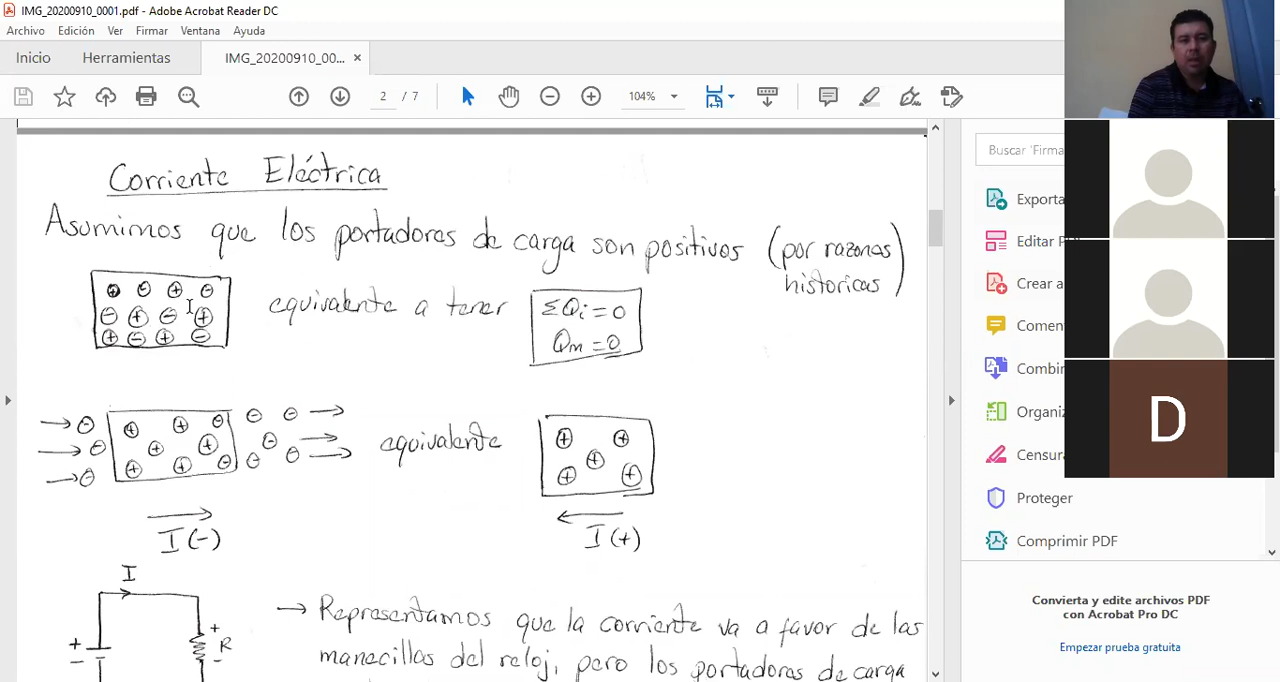 IMG_20200910_0001.pdf - Adobe Acrobat Reader DC
Archivo Edición Ver Firmar Ventana Ayuda
Inicio Herramientas IMG_20200910_00... ×
2 / 7 104%
Corriente Eléctrica
Asumimos que los portadores de carga son positivos (por razones
historicas)
equivalente a tener ΣQi=0
Qm=0
equivalente
I(-)
I(+)
I
+
-
+
R
-
→ Representamos que la corriente va a favor de las
manecillas del reloj, pero los portadores de carga
Buscar 'Firma
Exporta
Editar P
Crear a
Comen
Combin
Organiz
Censura
Proteger
Comprimir PDF
Convierta y edite archivos PDF
con Acrobat Pro DC
Empezar prueba gratuita
D